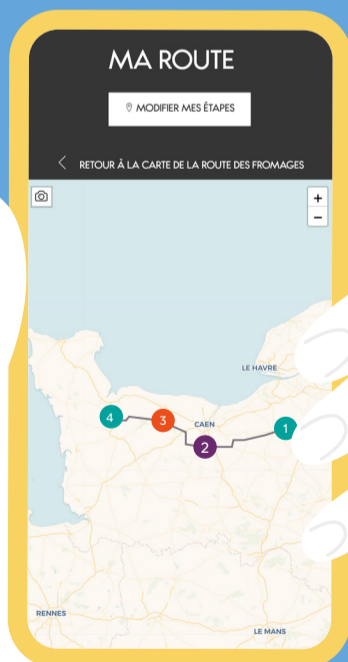 MA ROUTE
MODIFIER MES ÉTAPES
RETOUR À LA CARTE DE LA ROUTE DES FROMAGES
+
−
LE HAVRE
4
3
CAEN
1
2
RENNES
LE MANS